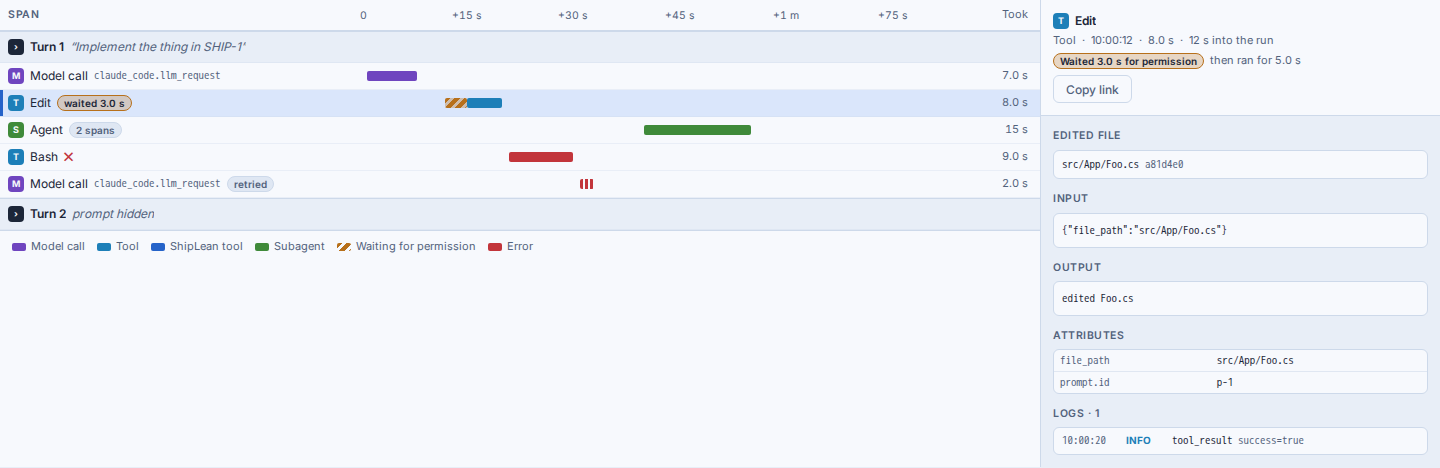 SPAN 0 +15 s +30 s +45 s +1 m +75 s Took
› Turn 1 "Implement the thing in SHIP-1'
M Model call claude_code.llm_request 7.0 s
T Edit waited 3.0 s 8.0 s
S Agent 2 spans 15 s
T Bash ✕ 9.0 s
M Model call claude_code.llm_request retried 2.0 s
› Turn 2 prompt hidden
Model call Tool ShipLean tool Subagent Waiting for permission Error
T Edit
Tool · 10:00:12 · 8.0 s · 12 s into the run
Waited 3.0 s for permission then ran for 5.0 s
Copy link
EDITED FILE
src/App/Foo.cs a81d4e0
INPUT
{"file_path":"src/App/Foo.cs"}
OUTPUT
edited Foo.cs
ATTRIBUTES
file_path src/App/Foo.cs
prompt.id p-1
LOGS · 1
10:00:20 INFO tool_result success=true